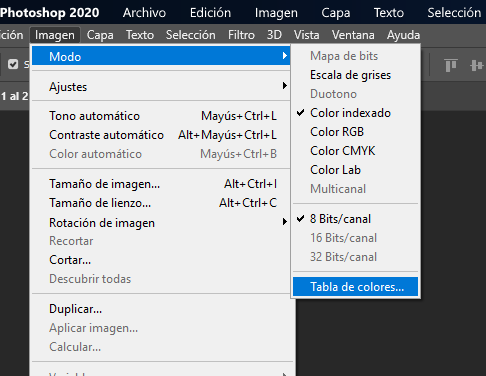 Photoshop 2020 Archivo Edición Imagen Capa Texto Selección
ición Imagen Capa Texto Selección Filtro 3D Vista Ventana Ayuda
1 al 2
Modo
Ajustes
Tono automático Mayús+Ctrl+L
Contraste automático Alt+Mayús+Ctrl+L
Color automático Mayús+Ctrl+B
Tamaño de imagen... Alt+Ctrl+I
Tamaño de lienzo... Alt+Ctrl+C
Rotación de imagen
Recortar
Cortar...
Descubrir todas
Duplicar...
Aplicar imagen...
Calcular...
Mapa de bits
Escala de grises
Duotono
Color indexado
Color RGB
Color CMYK
Color Lab
Multicanal
8 Bits/canal
16 Bits/canal
32 Bits/canal
Tabla de colores...